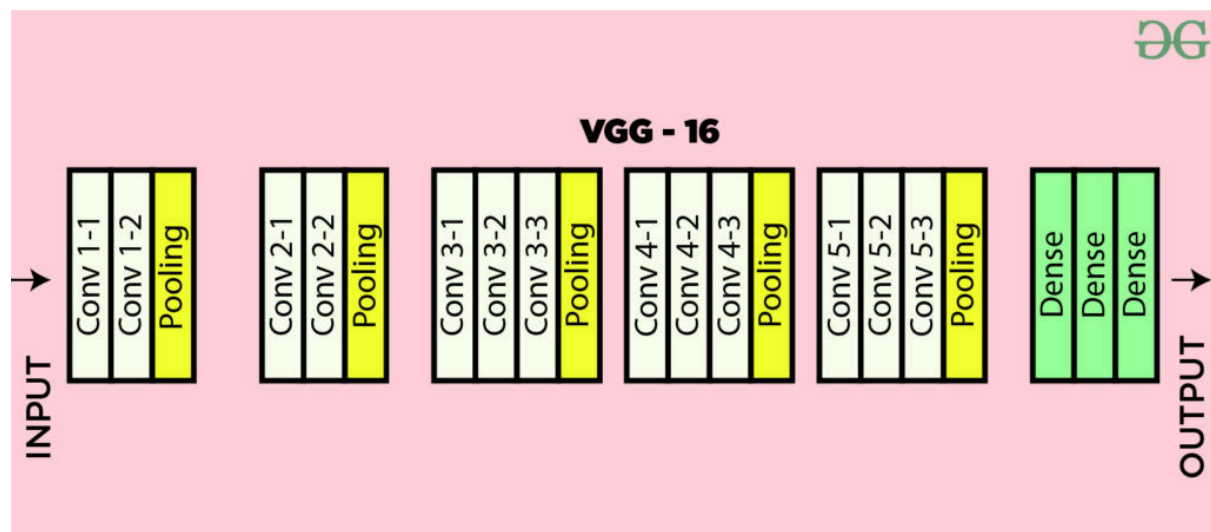 VGG - 16
INPUT
Conv 1-1
Conv 1-2
Pooling
Conv 2-1
Conv 2-2
Pooling
Conv 3-1
Conv 3-2
Conv 3-3
Pooling
Conv 4-1
Conv 4-2
Conv 4-3
Pooling
Conv 5-1
Conv 5-2
Conv 5-3
Pooling
Dense
Dense
Dense
OUTPUT